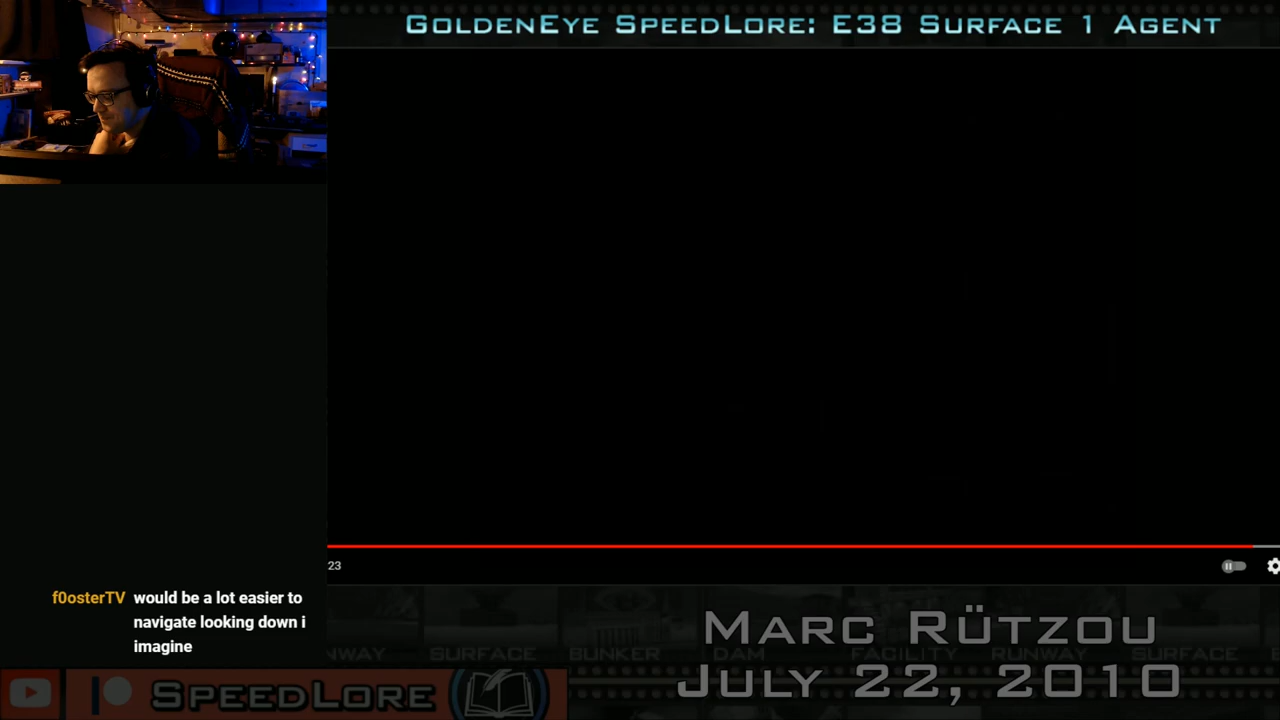 GoldenEye SpeedLore: E38 Surface 1 Agent
f0osterTV would be a lot easier to
navigate looking down i
imagine
23
Marc Rützou
NWAY SURFACE BUNKER DAM FACILITY RUNWAY SURFACE
July 22, 2010
SpeedLore